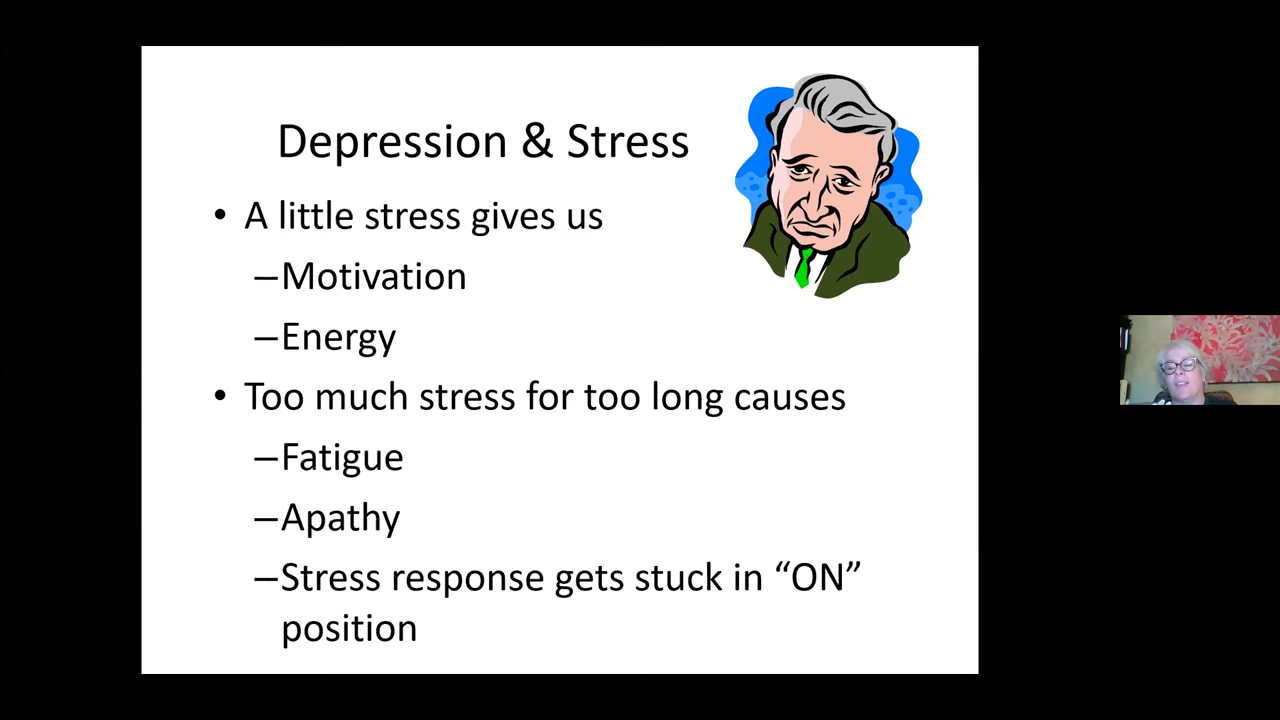 Depression & Stress
• A little stress gives us
–Motivation
–Energy
• Too much stress for too long causes
–Fatigue
–Apathy
–Stress response gets stuck in “ON”
position